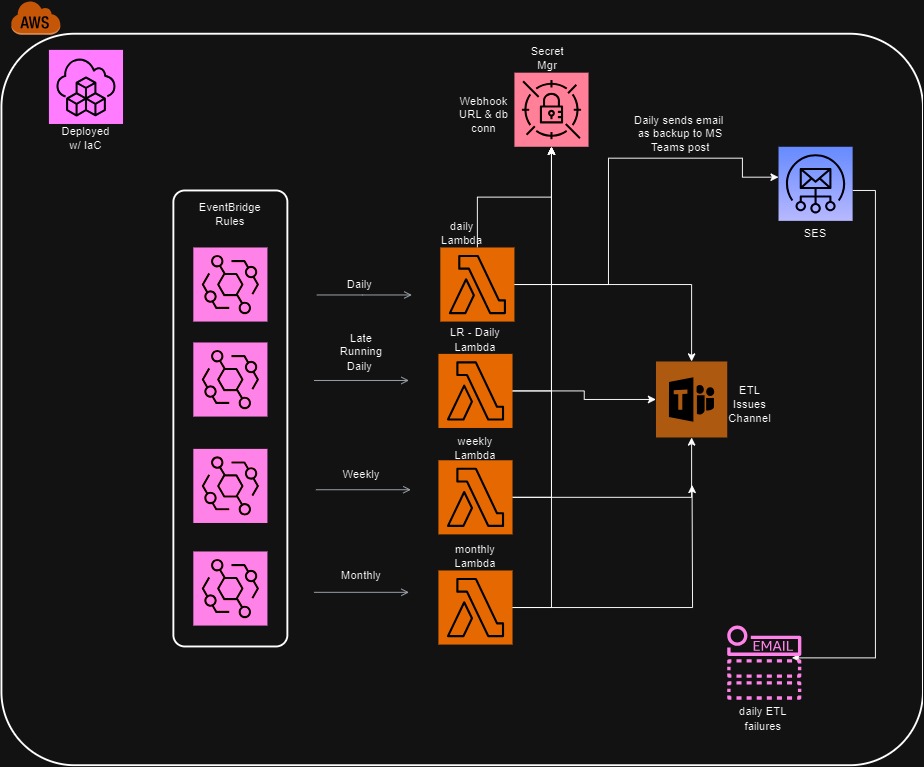 AWS
Deployed
w/ IaC
Secret
Mgr
Webhook
URL & db
conn
Daily sends email
as backup to MS
Teams post
SES
EventBridge
Rules
Daily
Late
Running
Daily
Weekly
Monthly
daily
Lambda
LR - Daily
Lambda
weekly
Lambda
monthly
Lambda
T
ETL
Issues
Channel
EMAIL
daily ETL
failures